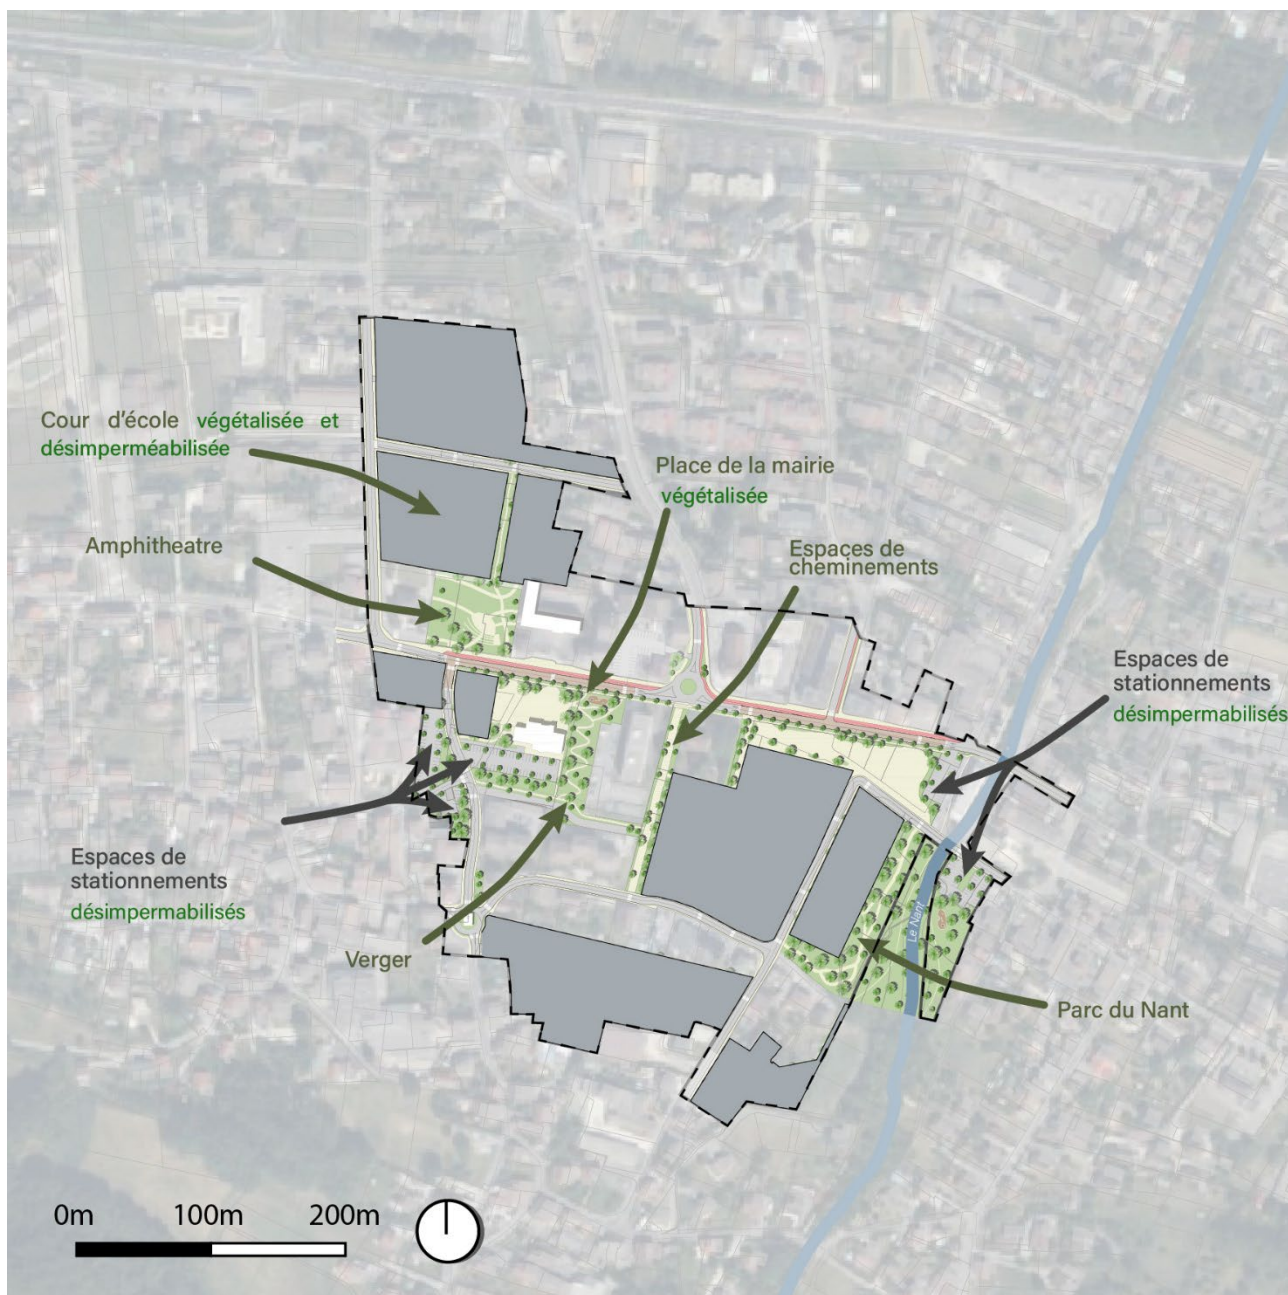 Cour d'école végétalisée et
désimperméabilisée
Place de la mairie
végétalisée
Amphitheatre
Espaces de
cheminements
Espaces de
stationnements
désimpermabilisés
Espaces de
stationnements
désimpermabilisés
Le Nant
Verger
Parc du Nant
0m 100m 200m